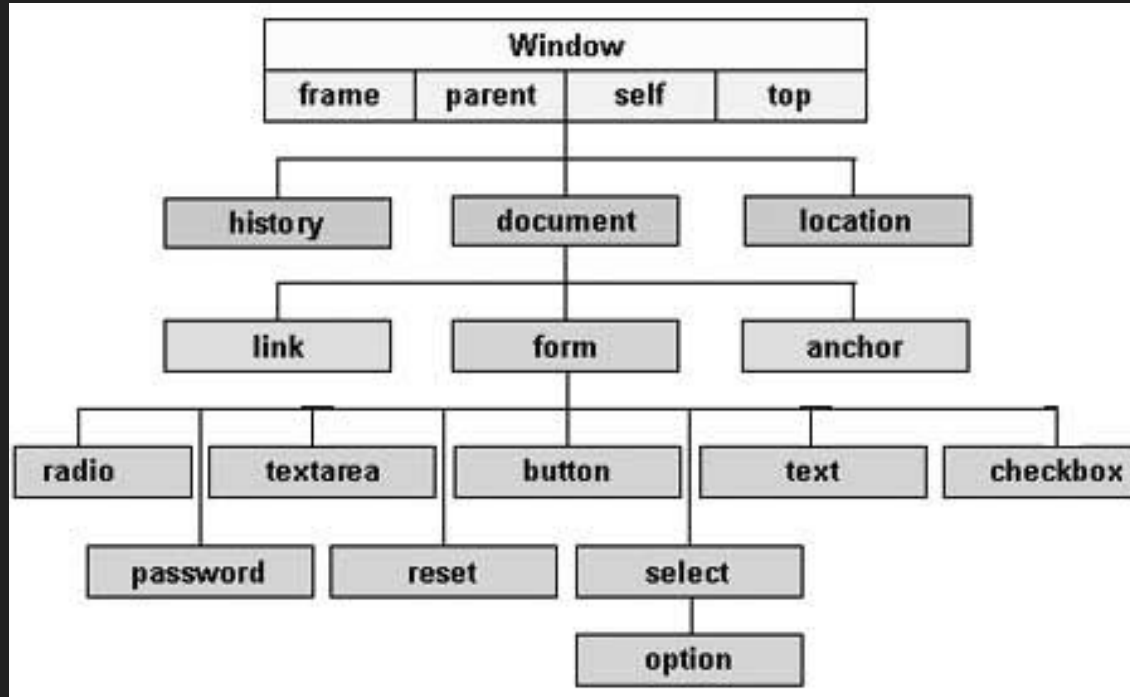 Window
frame parent self top
history document location
link form anchor
radio textarea button text checkbox
password reset select
option